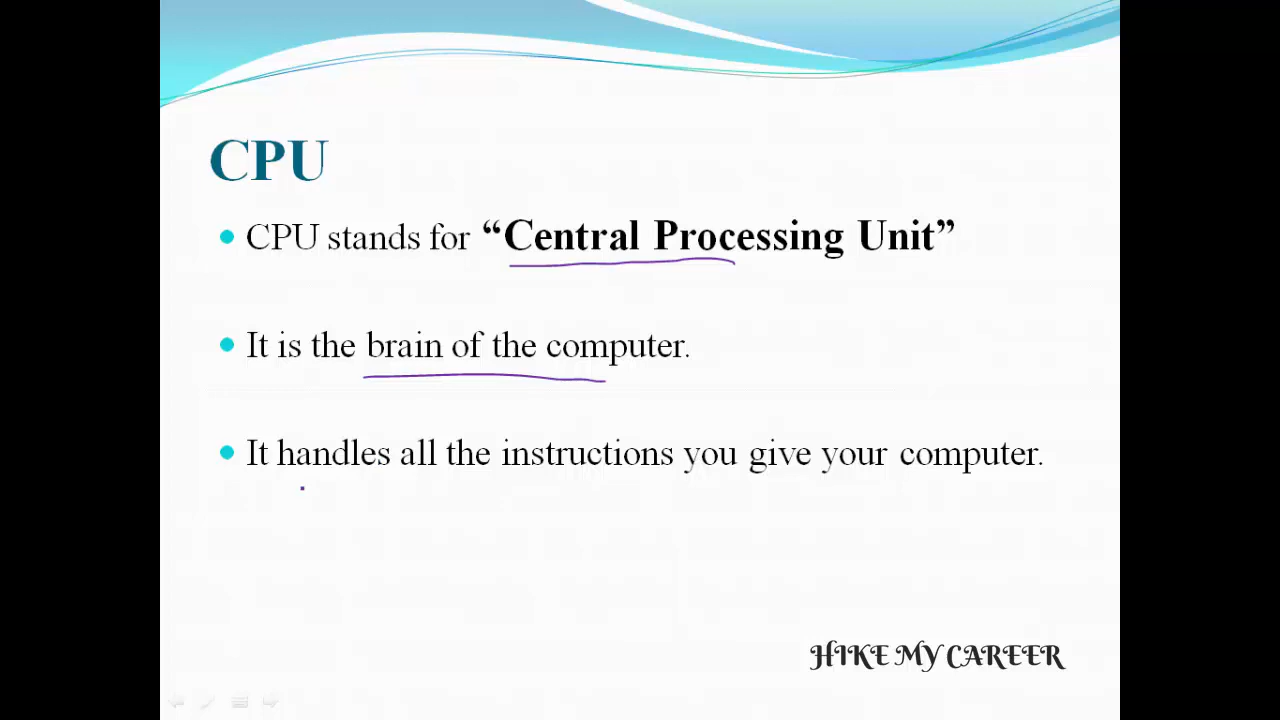 CPU
CPU stands for “Central Processing Unit”
It is the brain of the computer.
It handles all the instructions you give your computer.
HIKE MY CAREER